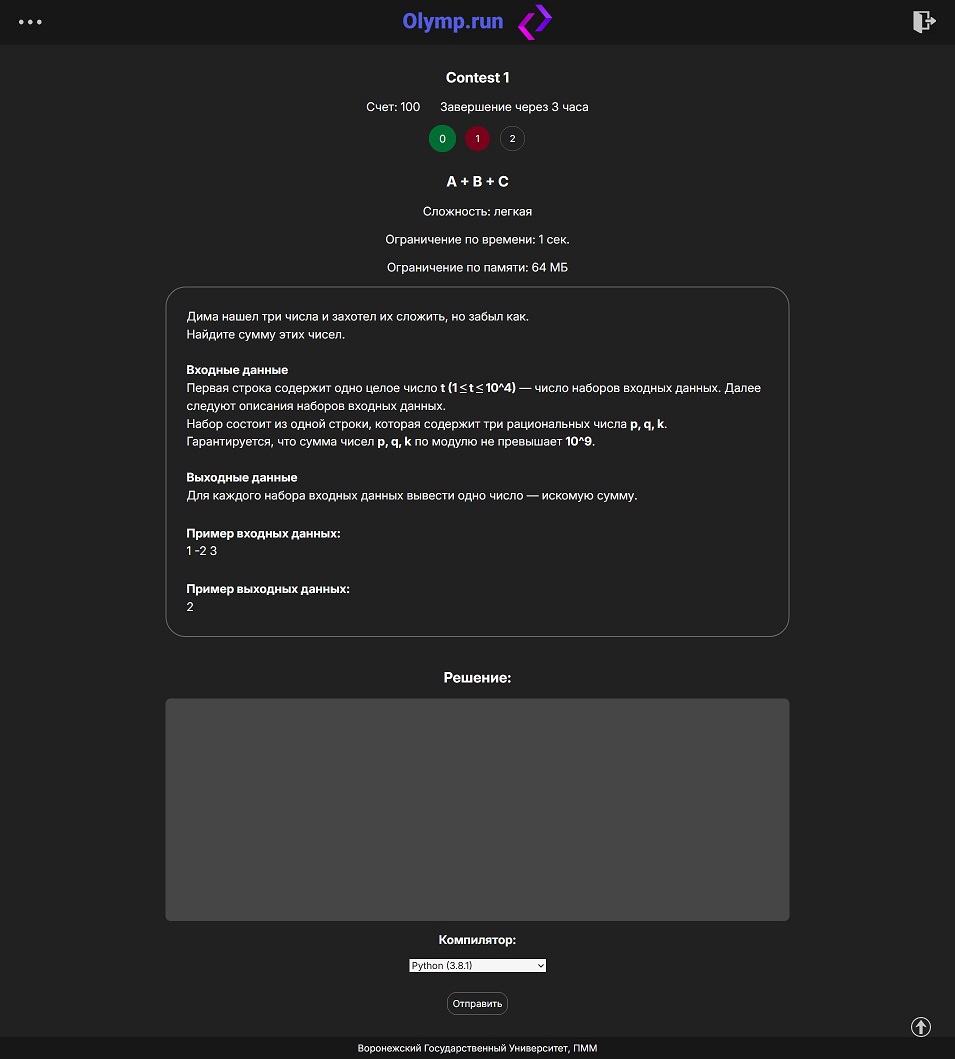 Olymp.run
Contest 1
Счет: 100 Завершение через 3 часа
0 1 2
A + B + C
Сложность: легкая
Ограничение по времени: 1 сек.
Ограничение по памяти: 64 МБ
Дима нашел три числа и захотел их сложить, но забыл как.
Найдите сумму этих чисел.
Входные данные
Первая строка содержит одно целое число t (1 ≤ t ≤ 10^4) — число наборов входных данных. Далее
следуют описания наборов входных данных.
Набор состоит из одной строки, которая содержит три рациональных числа p, q, k.
Гарантируется, что сумма чисел p, q, k по модулю не превышает 10^9.
Выходные данные
Для каждого набора входных данных вывести одно число — искомую сумму.
Пример входных данных:
1 -2 3
Пример выходных данных:
2
Решение:
Компилятор:
Python (3.8.1)
Отправить
Воронежский Государственный Университет, ПММ